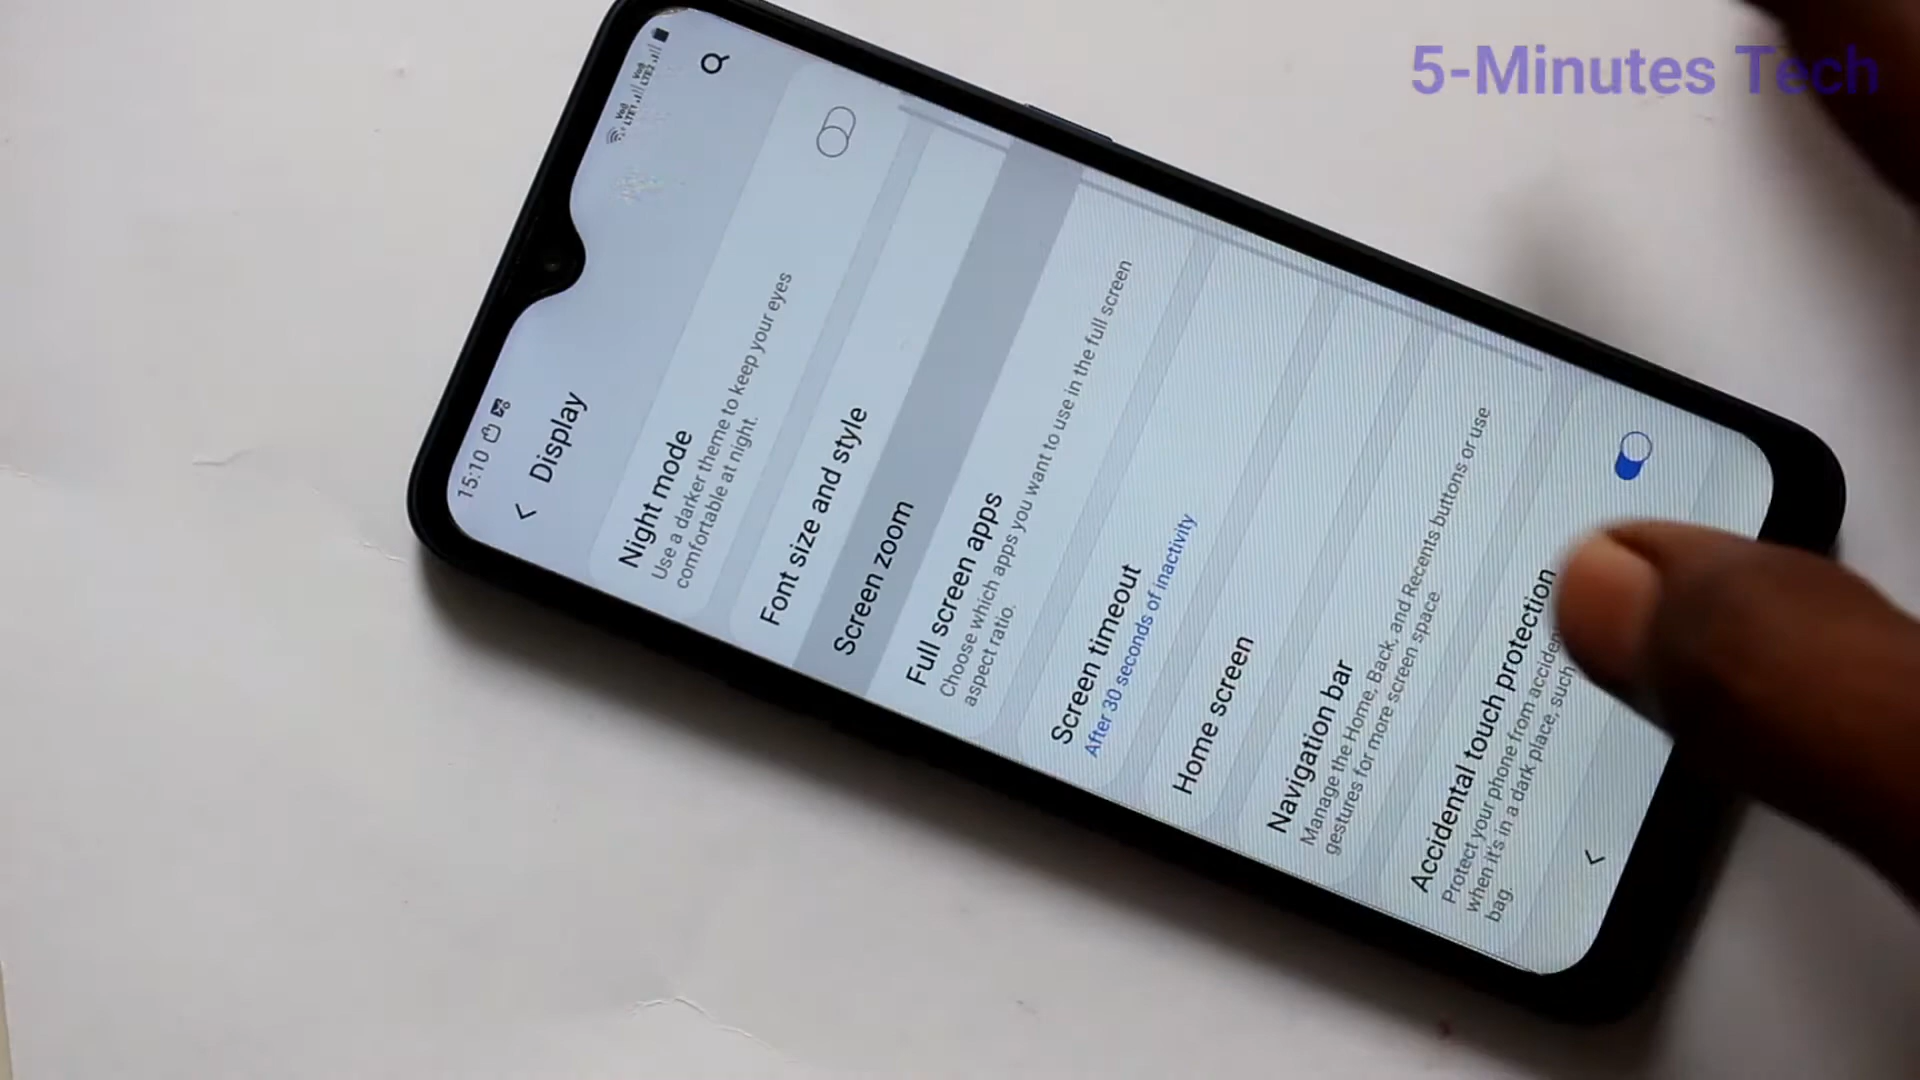 5-Minutes Tech
15:10
Vo) LTE1 Vo) LTE2
Display
Night mode
Use a darker theme to keep your eyes
comfortable at night.
Font size and style
Screen zoom
Full screen apps
Choose which apps you want to use in the full screen
aspect ratio.
Screen timeout
After 30 seconds of inactivity
Home screen
Navigation bar
Manage the Home, Back, and Recents buttons or use
gestures for more screen space.
Accidental touch protection
Protect your phone from
when it's in a dark place, such
bag.